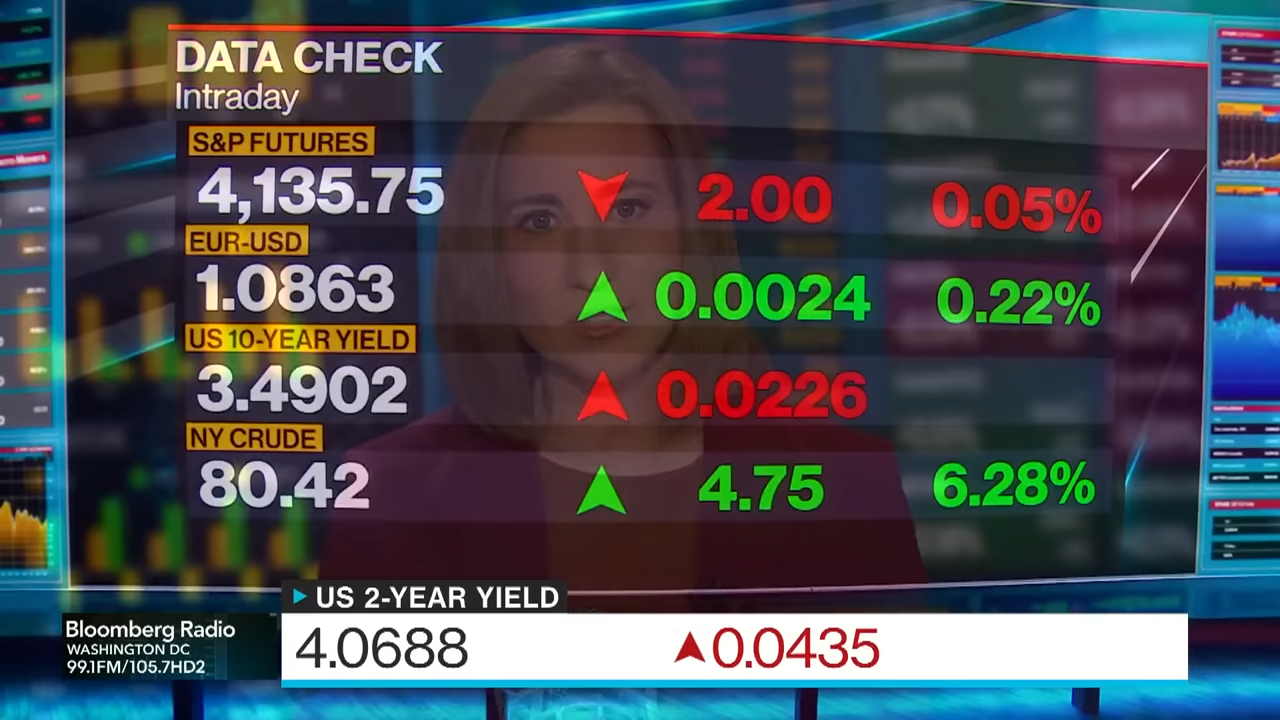 DATA CHECK
Intraday
S&P FUTURES
4,135.75 2.00 0.05%
EUR-USD
1.0863 0.0024 0.22%
US 10-YEAR YIELD
3.4902 0.0226
NY CRUDE
80.42 4.75 6.28%
US 2-YEAR YIELD
4.0688 0.0435
Bloomberg Radio
WASHINGTON DC
99.1FM/105.7HD2